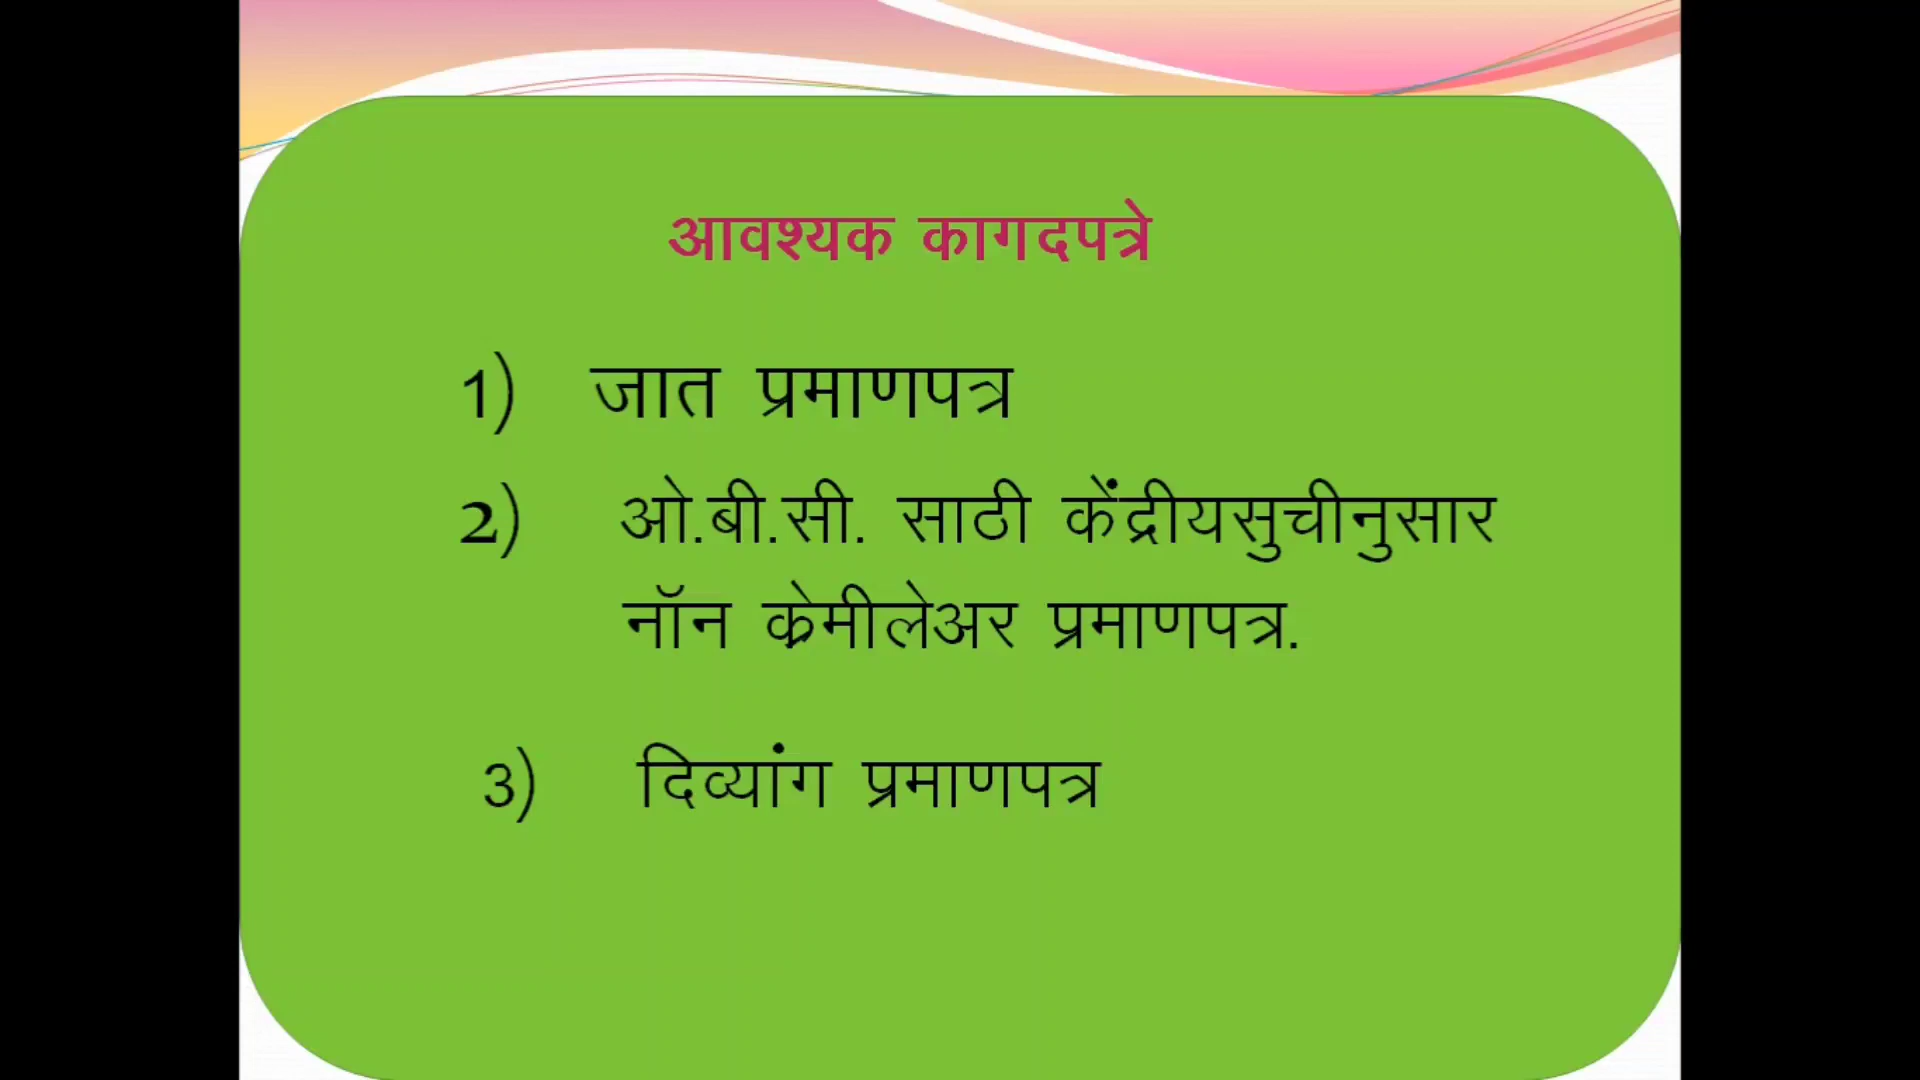 आवश्यक कागदपत्रे
1) जात प्रमाणपत्र
2) ओ.बी.सी. साठी केंद्रीयसुचीनुसार
नॉन क्रेमीलेअर प्रमाणपत्र.
3) दिव्यांग प्रमाणपत्र